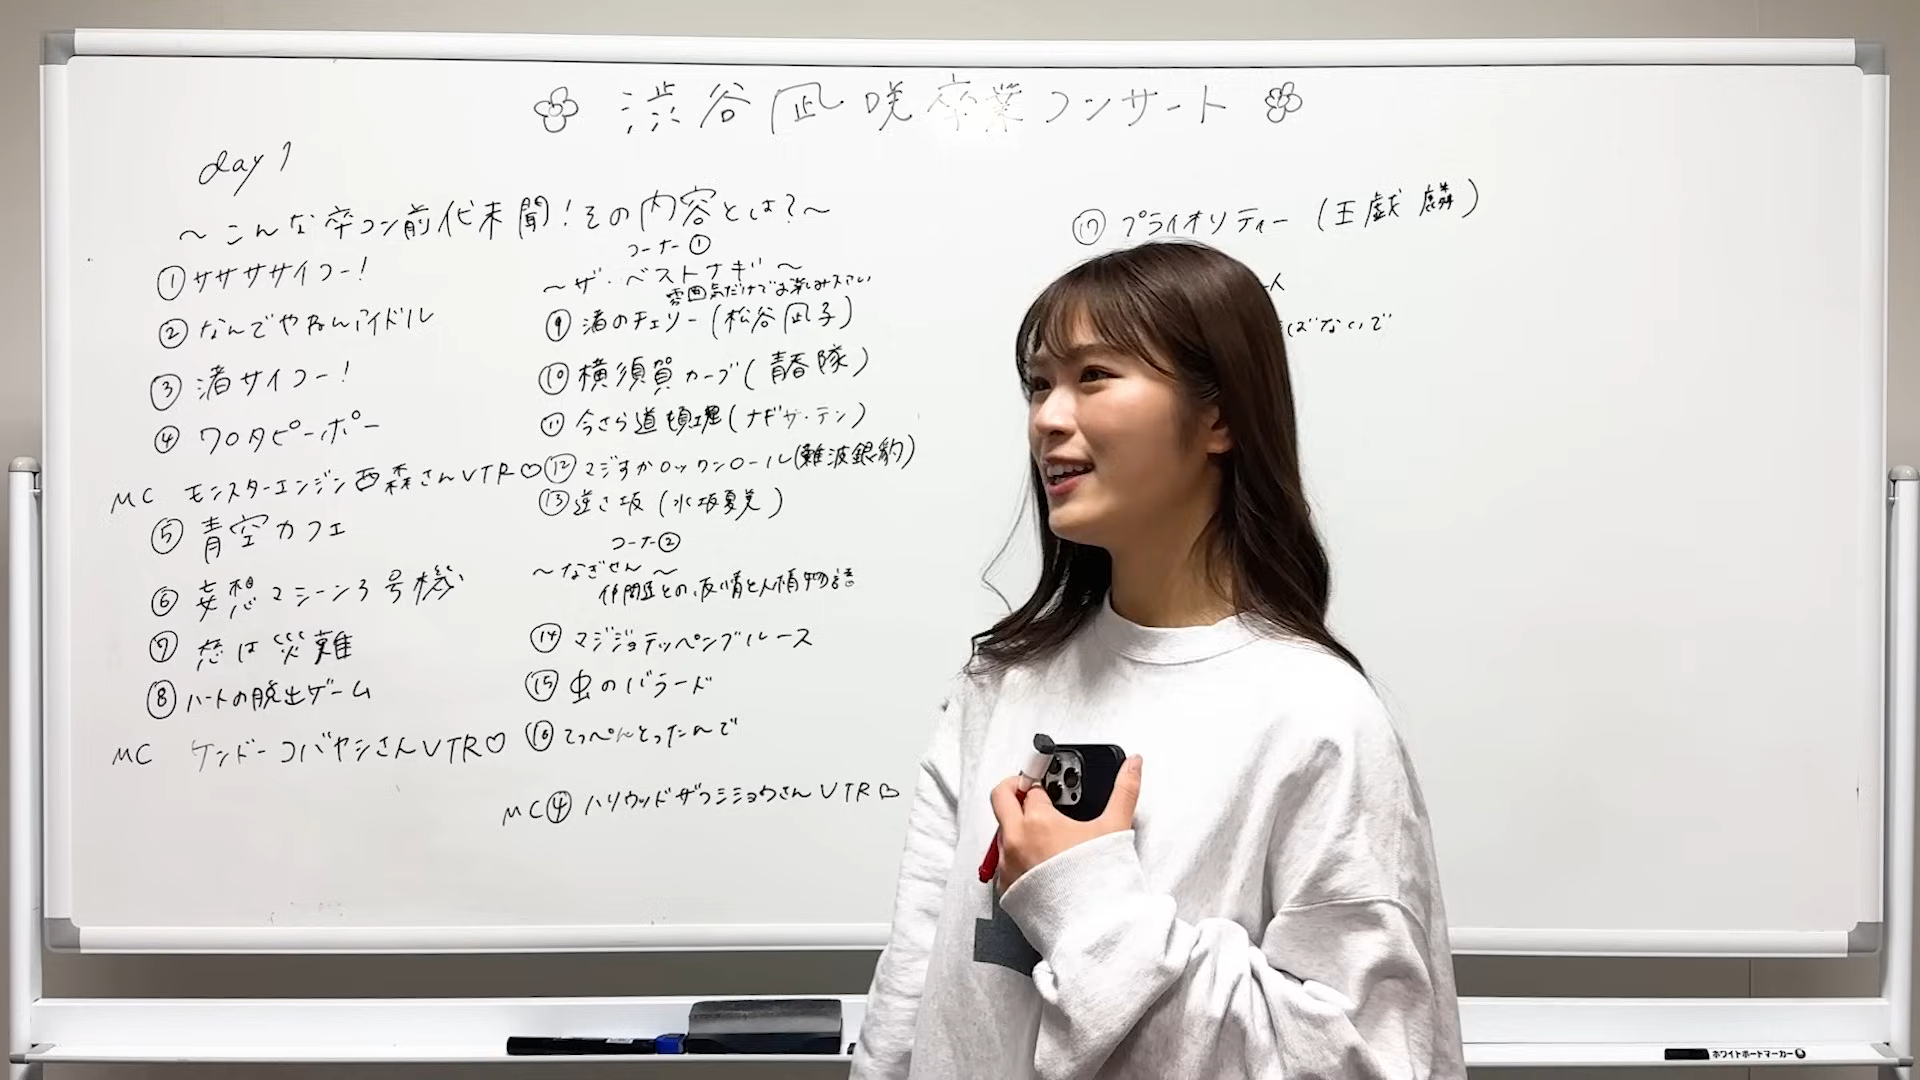 渋谷凪咲卒業コンサート
day1
～こんな卒コン前代未聞!その内容とは?～
①ササササイコー!
②なんでやねんアイドル
③渚サイコー!
④ワロタピーポー
MC モンスターエンジン西森さんVTR♡
⑤青空カフェ
⑥妄想マシーン3号機
⑦恋は災難
⑧ハートの脱出ゲーム
MC ケンドーコバヤシさんVTR♡
コーナー①
～ザ・ベストナギ～
雰囲気だけでお楽しみ下さい
⑨渚のチェリー(松谷凪子)
⑩横須賀カーブ(青春隊)
⑪今さら道頓堀(ナギサ・テン)
⑫マジすかロックンロール(難波銀豹)
⑬逆さ坂(水坂夏美)
コーナー②
～なぎせん～
仲間達との、友情と人情物語
⑭マジジョテッペンブルース
⑮虫のバラード
⑯てっぺんとったんで
MC④ ハリウッドザコシショウさんVTR♡
⑰プライオリティー(王戯麟)
人
ばないで
ホワイトボードマーカー